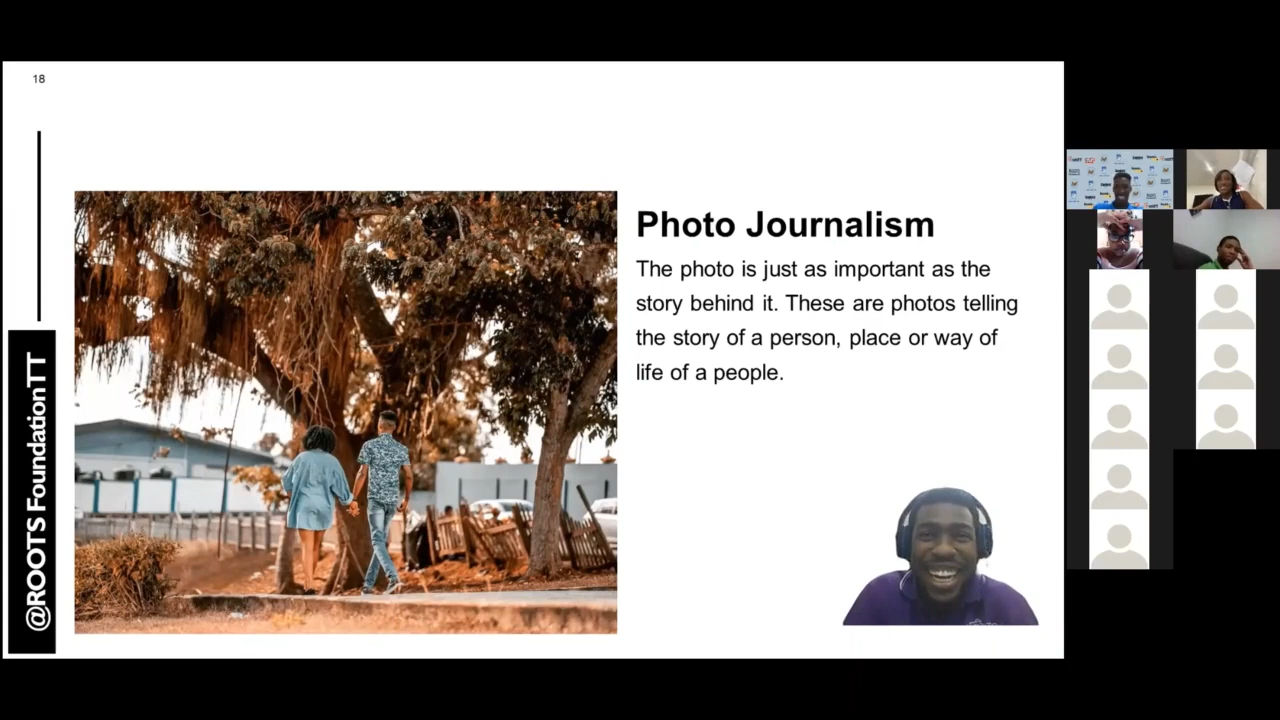 18
@ROOTS FoundationTT
Photo Journalism
The photo is just as important as the
story behind it. These are photos telling
the story of a person, place or way of
life of a people.